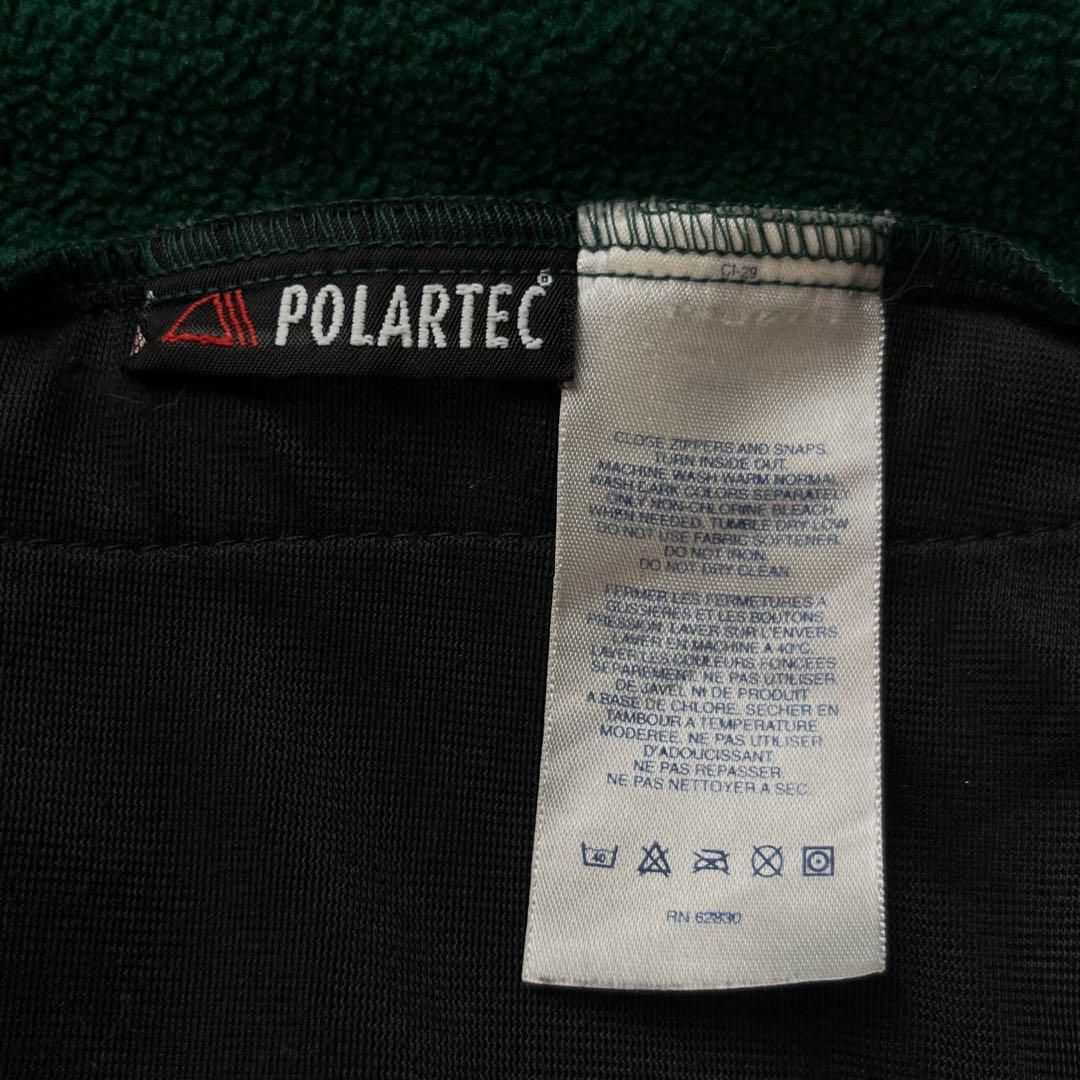 POLARTEC®
CI-29
CLOSE ZIPPERS AND SNAPS.
TURN INSIDE OUT.
MACHINE WASH WARM NORMAL.
WASH DARK COLORS SEPARATELY
ONLY NON-CHLORINE BLEACH
WHEN NEEDED, TUMBLE DRY LOW
DO NOT USE FABRIC SOFTENER.
DO NOT IRON.
DO NOT DRY CLEAN.
FERMER LES FERMETURES A
GLISSIERES ET LES BOUTONS
PRESSION, LAVER SUR L'ENVERS
LAVER EN MACHINE A 40°C
LAVER LES COULEURS FONCEES
SEPAREMENT, NE PAS UTILISER
DE JAVEL NI DE PRODUIT
A BASE DE CHLORE, SECHER EN
TAMBOUR A TEMPERATURE
MODEREE, NE PAS UTILISER
D'ADOUCISSANT
NE PAS REPASSER
NE PAS NETTOYER A SEC.
40
RN 62830